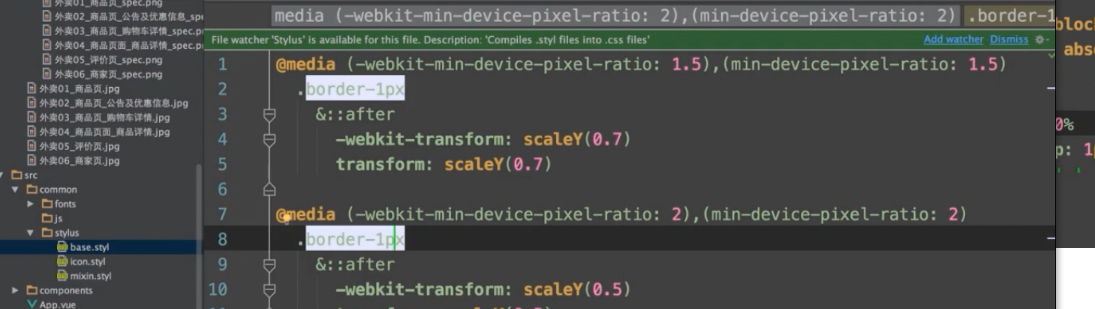 外卖01_商品页_spec.png
外卖02_商品页_公告及优惠信息_spe
外卖03_商品页_购物车详情_spec.pn
外卖04_商品页面_商品详情_spec.pn
外卖05_评价页_spec.png
外卖06_商家页_spec.png
外卖01_商品页.jpg
外卖02_商品页_公告及优惠信息.jpg
外卖03_商品页_购物车详情.jpg
外卖04_商品页面_商品详情.jpg
外卖05_评价页.jpg
外卖06_商家页.jpg
src
common
fonts
js
stylus
base.styl
icon.styl
mixin.styl
components
App.vue
media (-webkit-min-device-pixel-ratio: 2),(min-device-pixel-ratio: 2) .border-1
File watcher 'Stylus' is available for this file. Description: 'Compiles .styl files into .css files' Add watcher Dismiss
1 @media (-webkit-min-device-pixel-ratio: 1.5),(min-device-pixel-ratio: 1.5)
2 .border-1px
3 &::after
4 -webkit-transform: scaleY(0.7)
5 transform: scaleY(0.7)
6
7 @media (-webkit-min-device-pixel-ratio: 2),(min-device-pixel-ratio: 2)
8 .border-1px
9 &::after
10 -webkit-transform: scaleY(0.5)
bloc
abso
0%
p: 1p